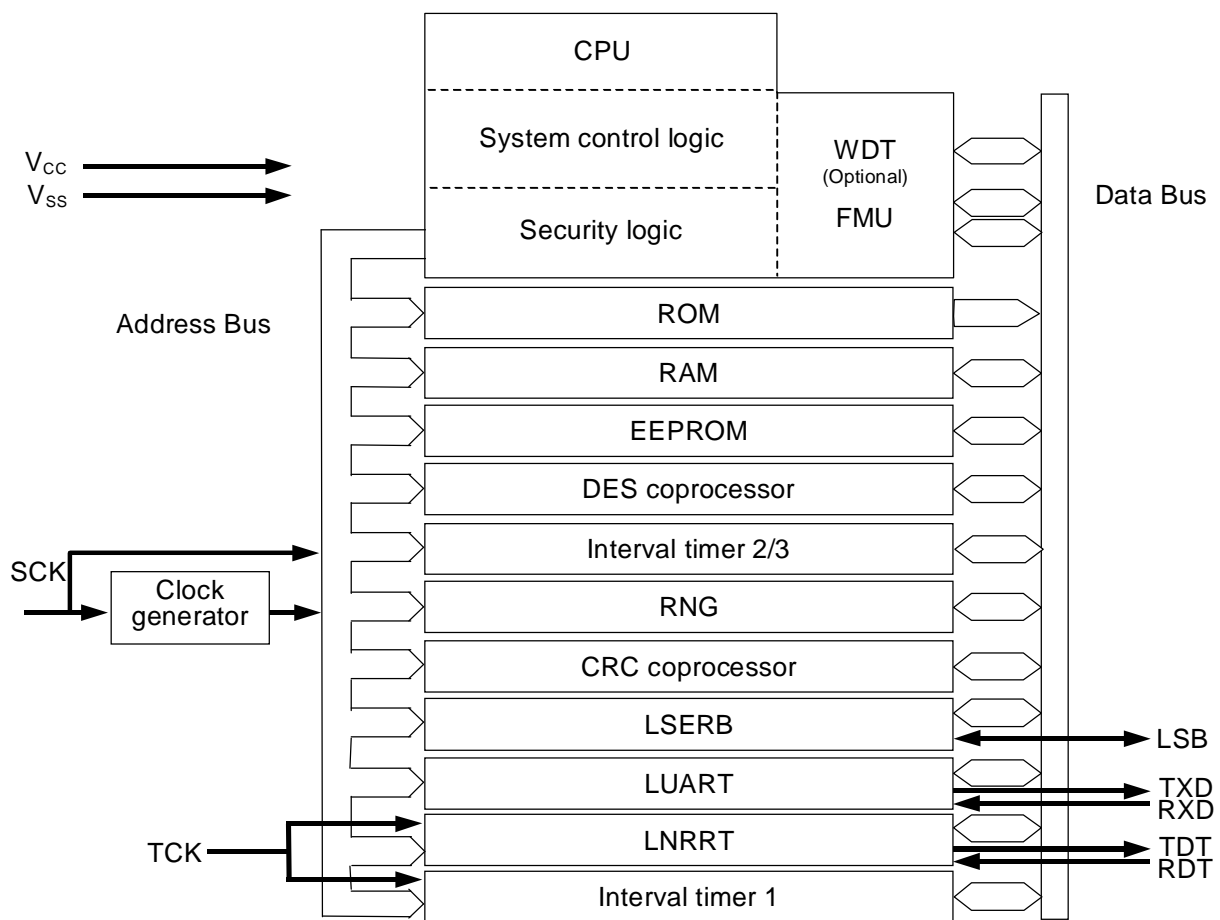 CPU
System control logic
WDT
(Optional)
FMU
Security logic
VCC
VSS
Data Bus
Address Bus
ROM
RAM
EEPROM
DES coprocessor
Interval timer 2/3
SCK
Clock
generator
RNG
CRC coprocessor
LSERB
LSB
LUART
TXD
RXD
TCK
LNRRT
TDT
RDT
Interval timer 1